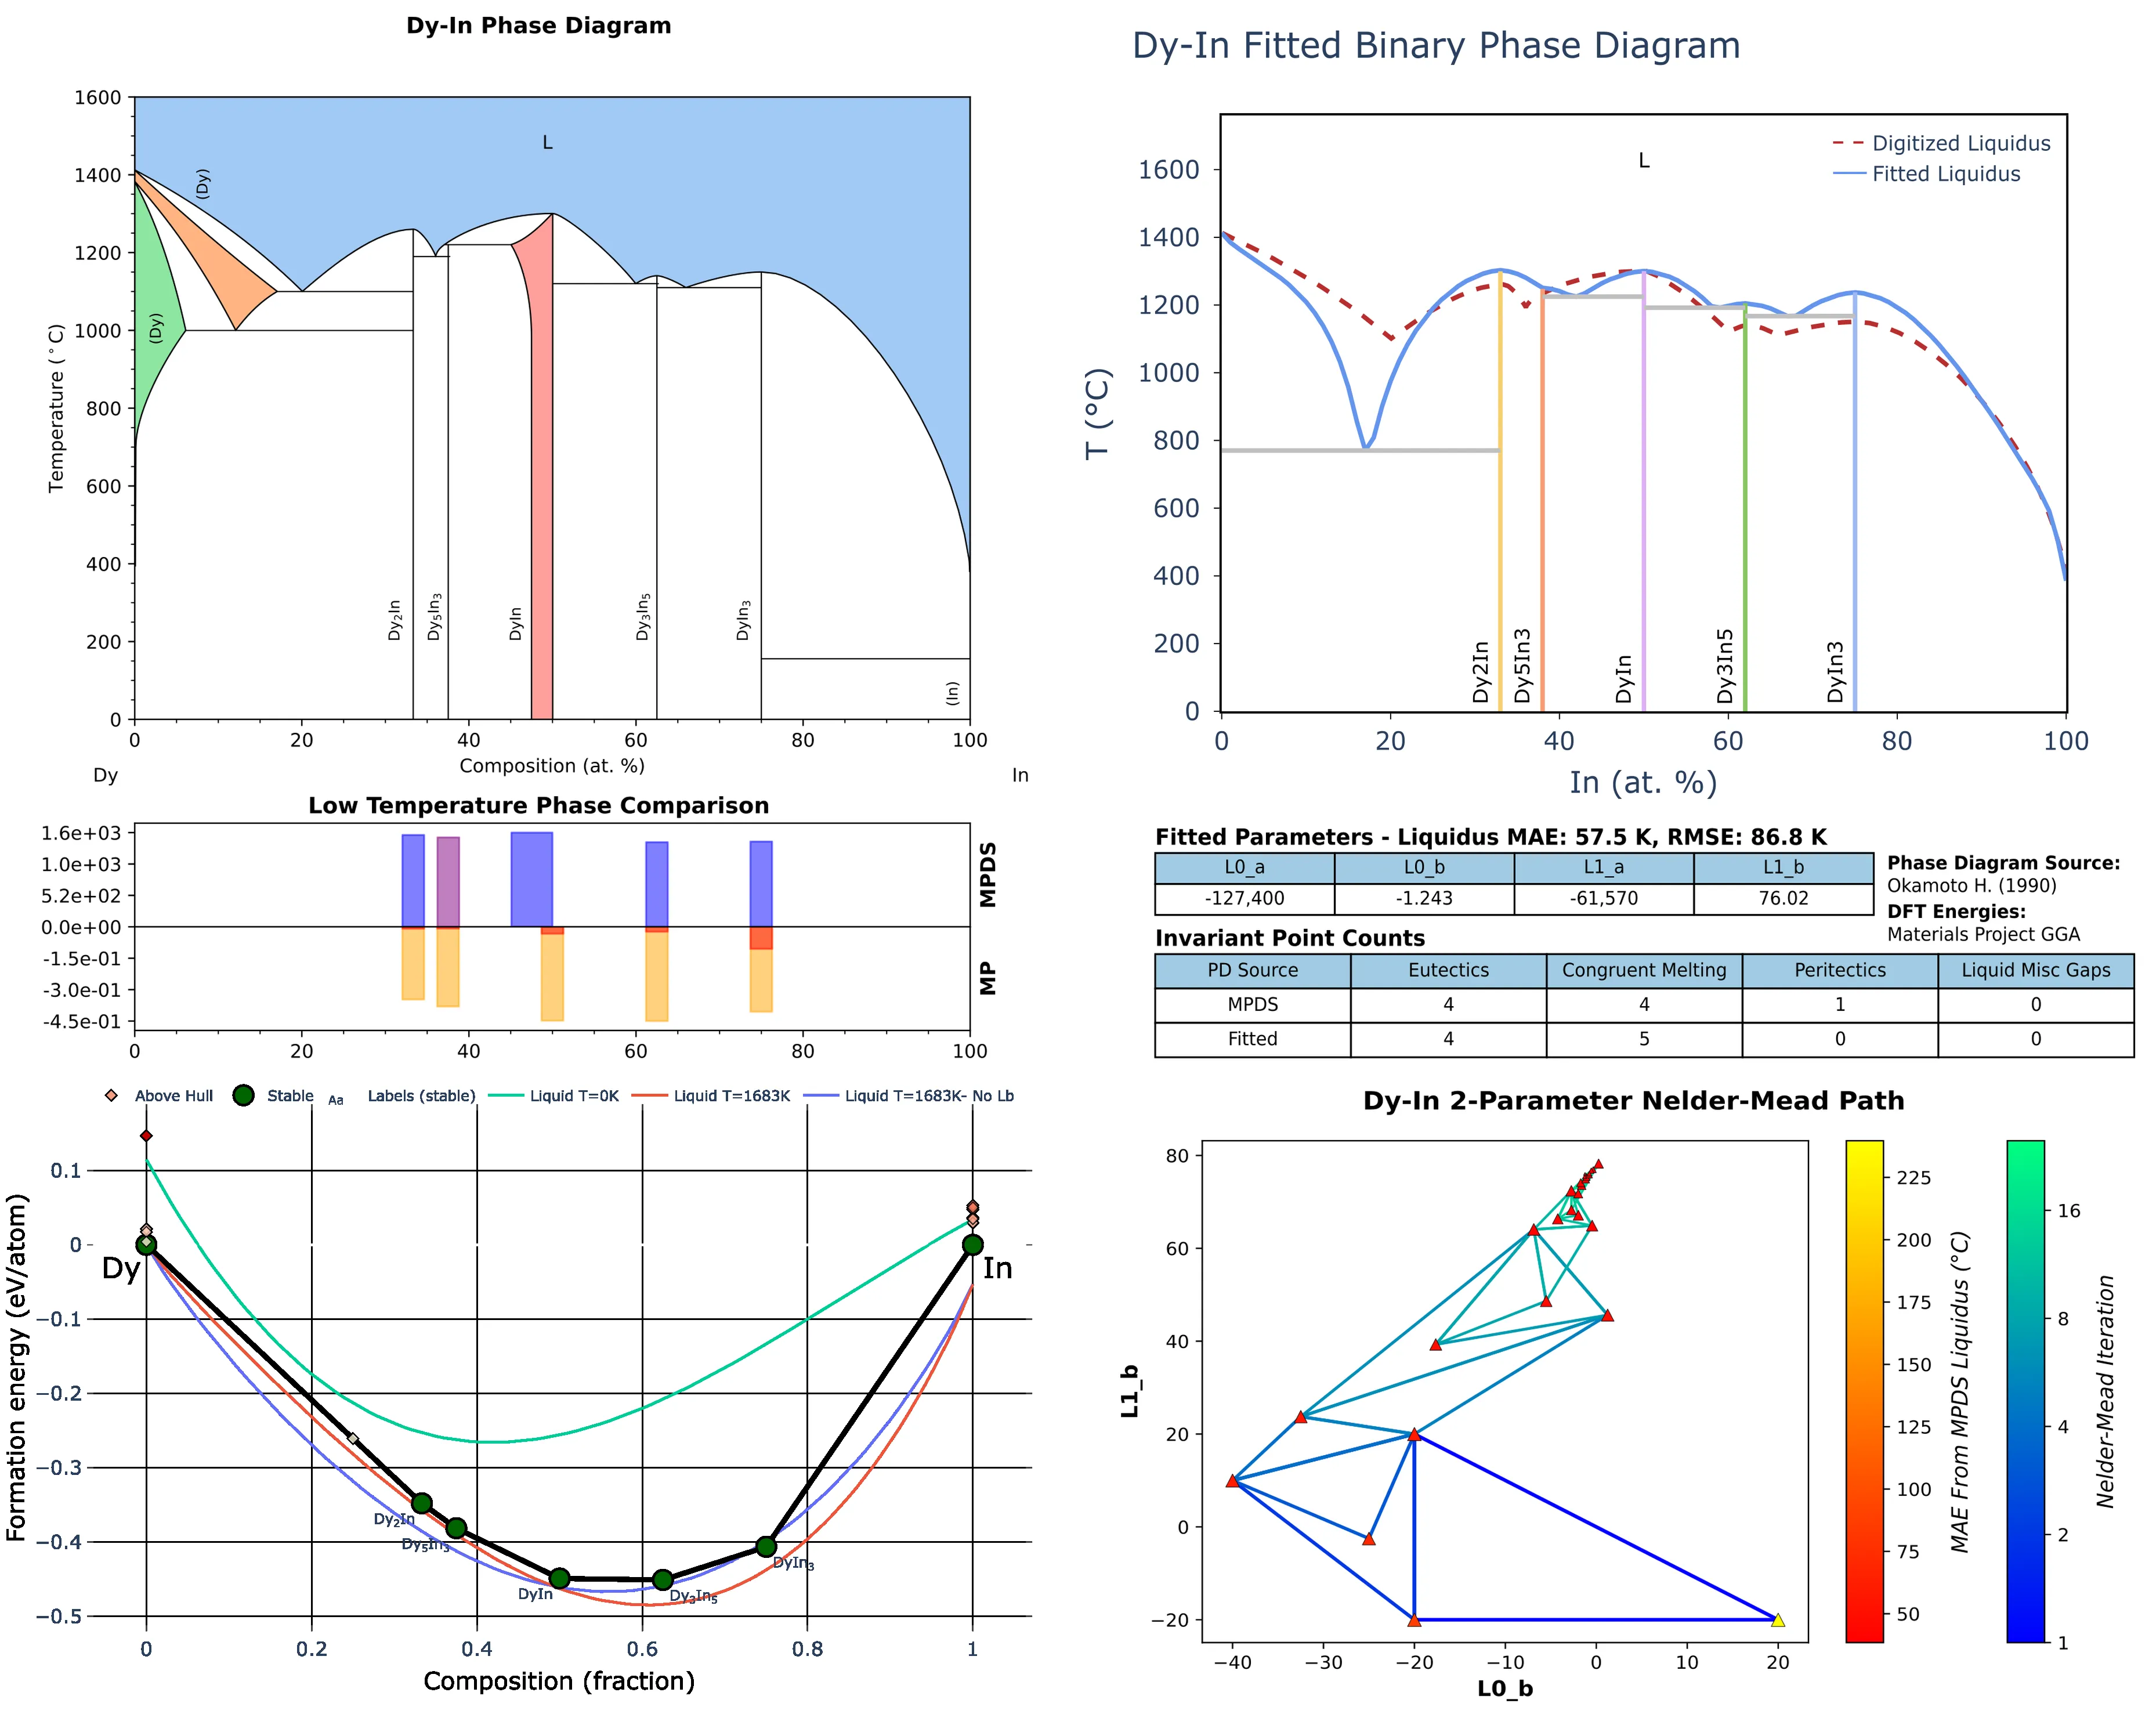 Dy-In Phase Diagram
1600
1400
1200
1000
800
600
400
200
0
Temperature (°C)
L
(Dy)
(Dy)
Dy2In
Dy5In3
DyIn
Dy3In5
DyIn3
(In)
0 20 40 60 80 100
Composition (at. %)
Dy In
Low Temperature Phase Comparison
1.6e+03
1.0e+03
5.2e+02
0.0e+00
-1.5e-01
-3.0e-01
-4.5e-01
MPDS
MP
0 20 40 60 80 100
Above Hull Stable Aa Labels (stable) Liquid T=0K Liquid T=1683K Liquid T=1683K- No Lb
Formation energy (eV/atom)
0.1
0
−0.1
−0.2
−0.3
−0.4
−0.5
Dy
In
Dy2In
Dy5In3
DyIn
Dy3In5
DyIn3
0 0.2 0.4 0.6 0.8 1
Composition (fraction)
Dy-In Fitted Binary Phase Diagram
Digitized Liquidus
Fitted Liquidus
L
1600
1400
1200
1000
800
600
400
200
0
T (°C)
Dy2In
Dy5In3
DyIn
Dy3In5
DyIn3
0 20 40 60 80 100
In (at. %)
Fitted Parameters - Liquidus MAE: 57.5 K, RMSE: 86.8 K
L0_a L0_b L1_a L1_b
-127,400 -1.243 -61,570 76.02
Phase Diagram Source:
Okamoto H. (1990)
DFT Energies:
Materials Project GGA
Invariant Point Counts
PD Source Eutectics Congruent Melting Peritectics Liquid Misc Gaps
MPDS 4 4 1 0
Fitted 4 5 0 0
Dy-In 2-Parameter Nelder-Mead Path
80
60
40
20
0
−20
L1_b
−40 −30 −20 −10 0 10 20
L0_b
225
200
175
150
125
100
75
50
MAE From MPDS Liquidus (°C)
16
8
4
2
1
Nelder-Mead Iteration